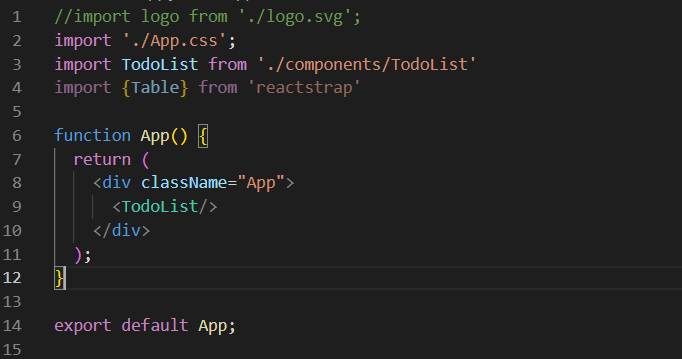 1 //import logo from './logo.svg';
2 import './App.css';
3 import TodoList from './components/TodoList'
4 import {Table} from 'reactstrap'
5
6 function App() {
7   return (
8     <div className="App">
9       <TodoList/>
10     </div>
11   );
12 }
13
14 export default App;
15